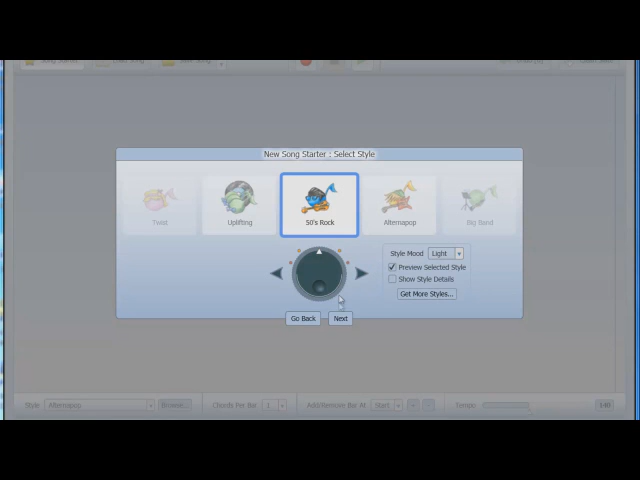 New Song Starter : Select Style
Twist
Uplifting
50's Rock
Alternapop
Big Band
Style Mood Light
Preview Selected Style
Show Style Details
Get More Styles...
Go Back Next
Style Alternapop Browse... Chords Per Bar 1 Add/Remove Bar At Start Tempo 140